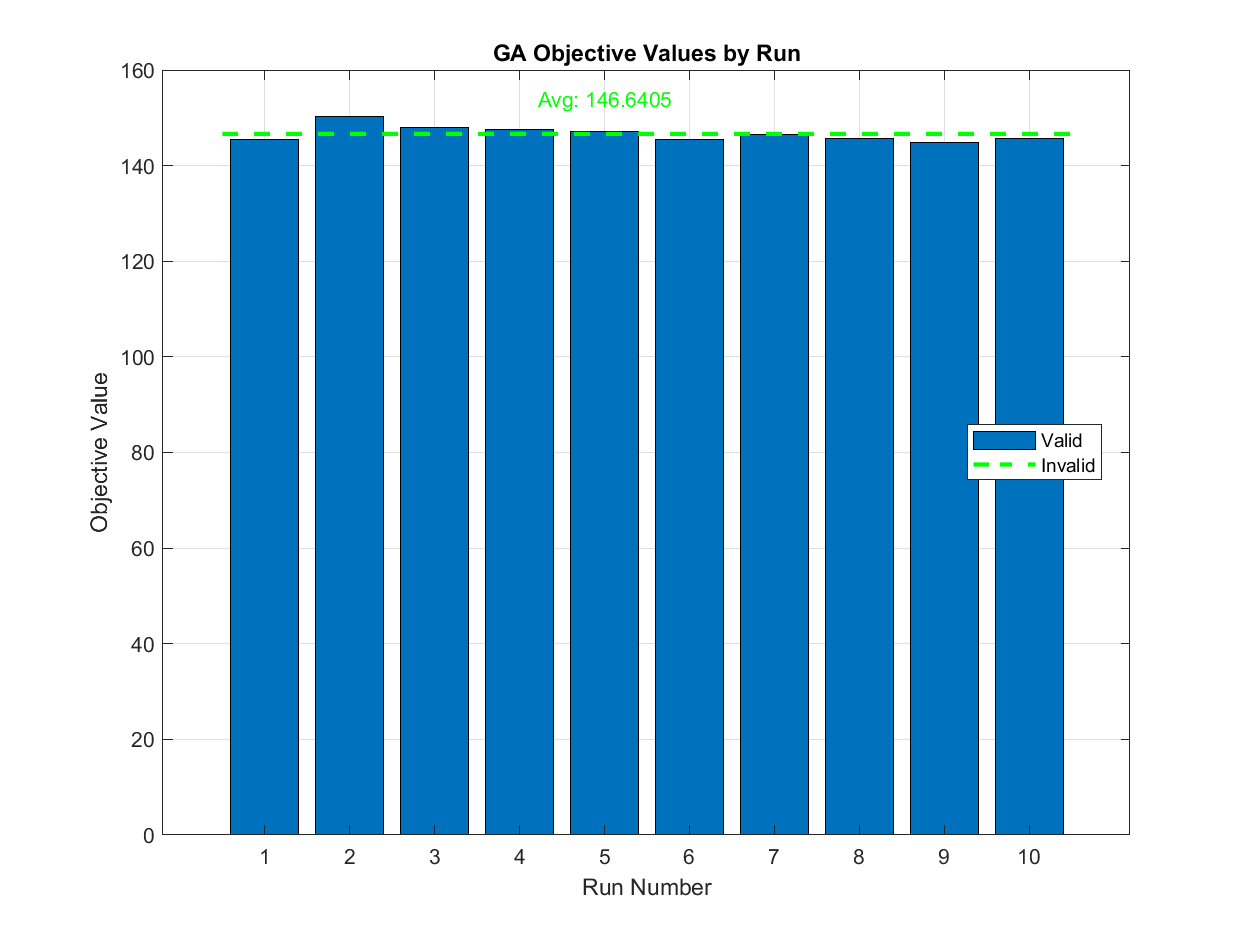 GA Objective Values by Run
Avg: 146.6405
160
140
120
100
80
60
40
20
0
Objective Value
Valid
Invalid
1 2 3 4 5 6 7 8 9 10
Run Number